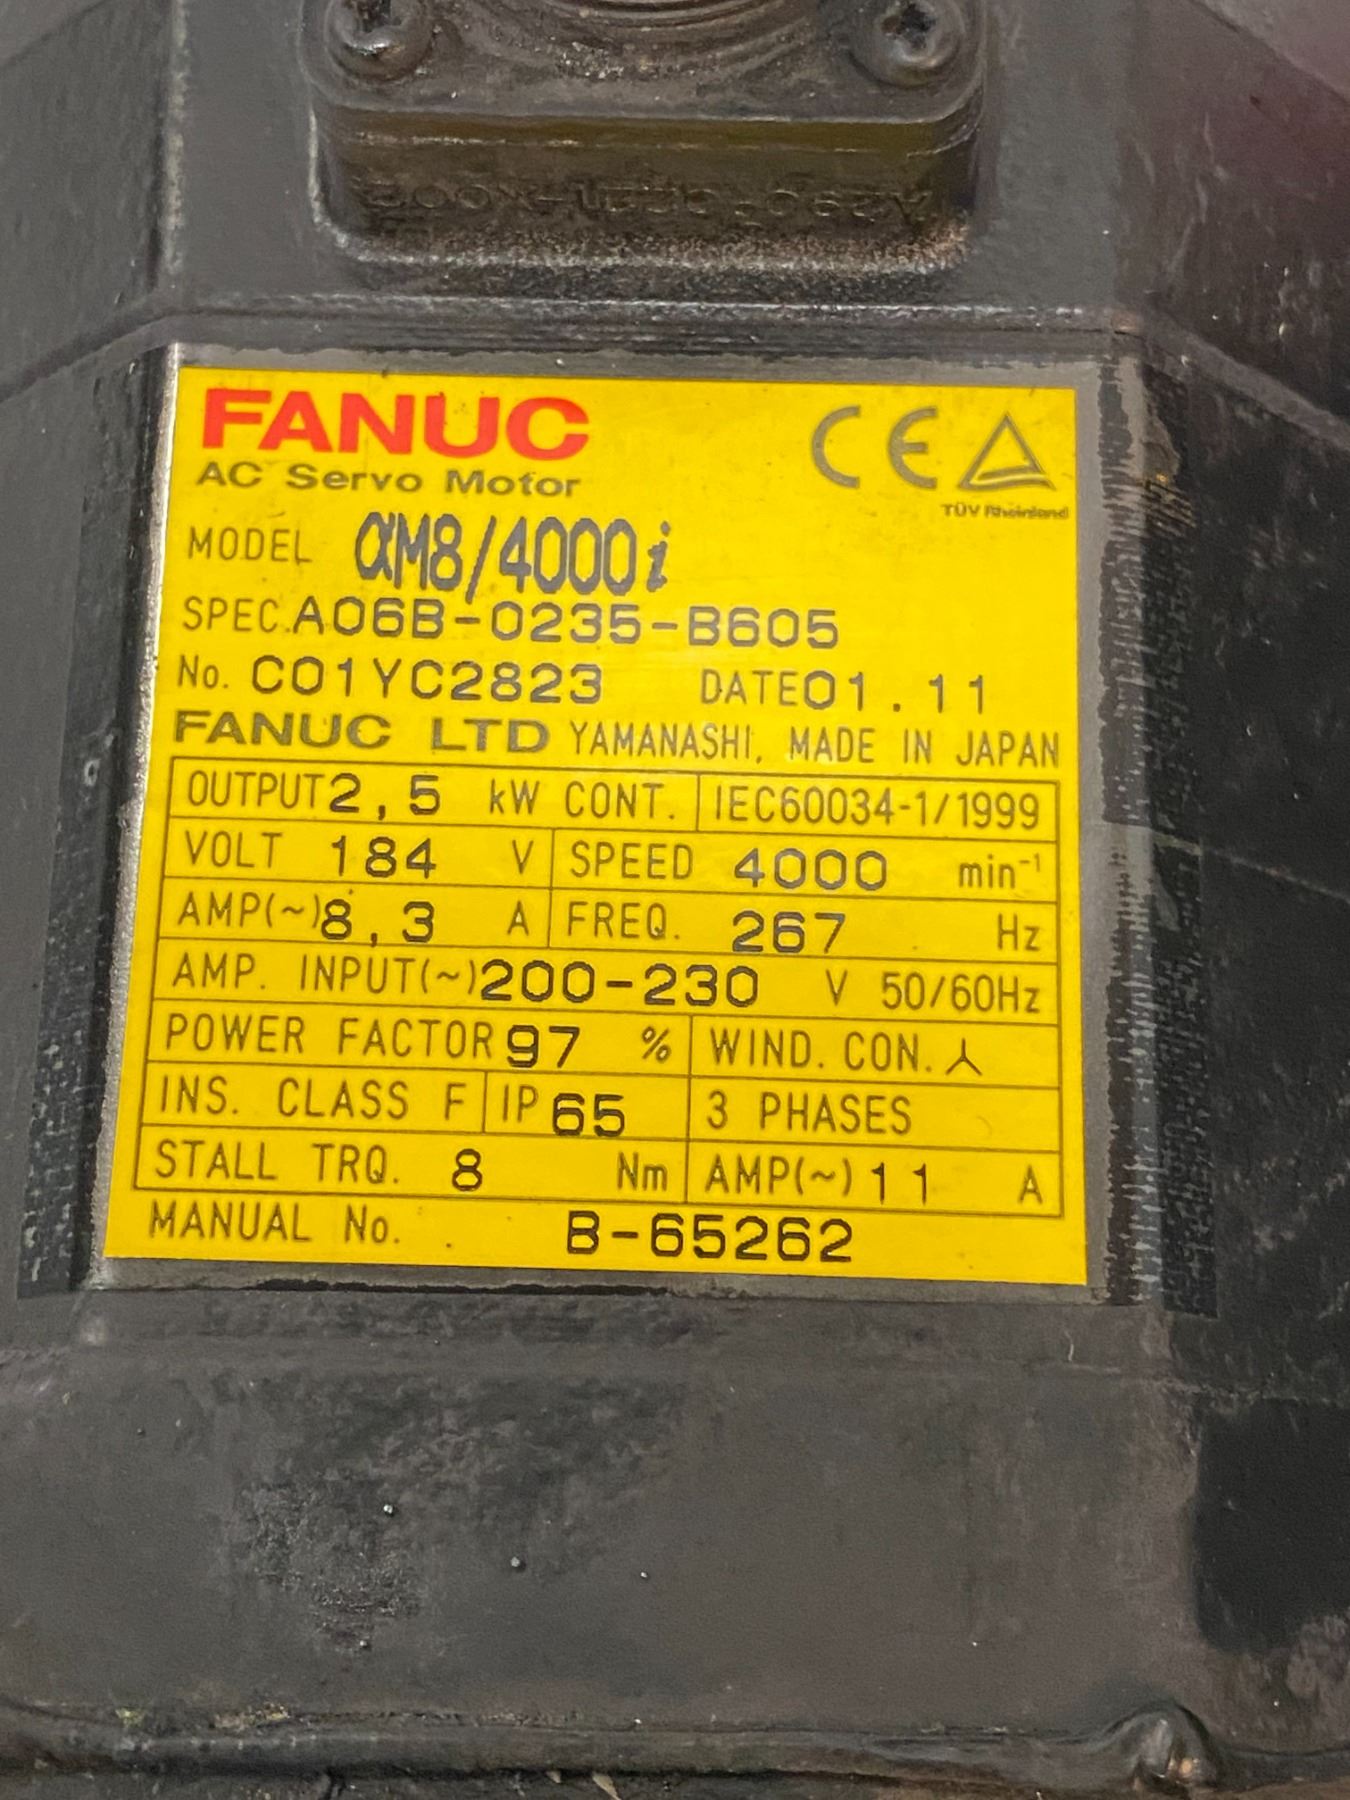 FANUC
AC Servo Motor
CE
TÜV Rheinland
MODEL αM8/4000i
SPEC. A06B-0235-B605
No. C01YC2823 DATE 01.11
FANUC LTD YAMANASHI, MADE IN JAPAN
OUTPUT 2,5 kW CONT. IEC60034-1/1999
VOLT 184 V SPEED 4000 min⁻¹
AMP(~) 8,3 A FREQ. 267 Hz
AMP. INPUT(~) 200-230 V 50/60Hz
POWER FACTOR 97 % WIND. CON.
INS. CLASS F IP 65 3 PHASES
STALL TRQ. 8 Nm AMP(~) 11 A
MANUAL No. B-65262